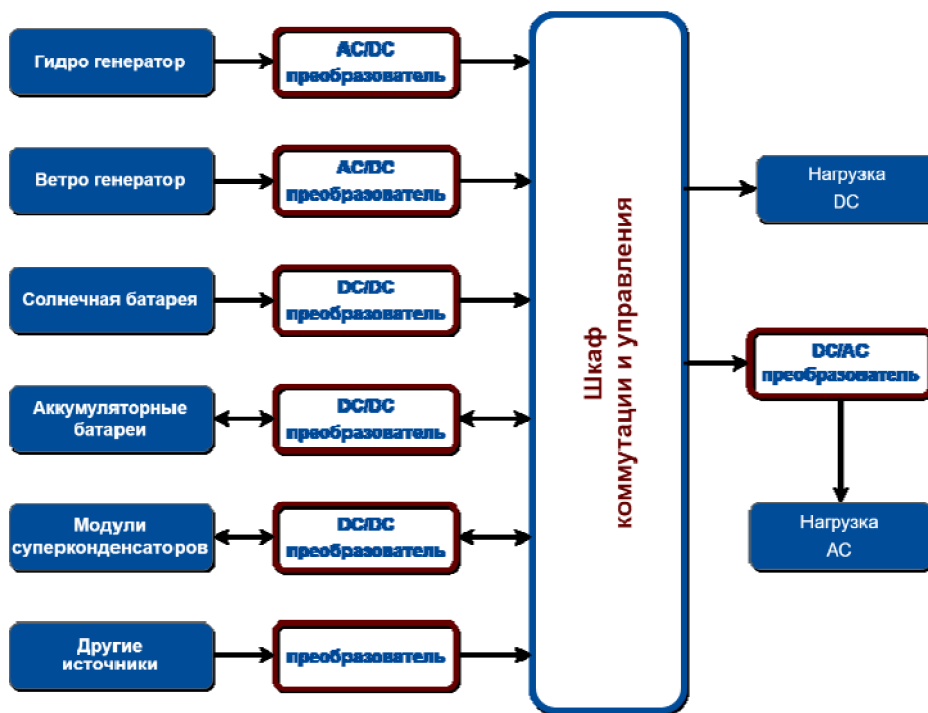 Гидро генератор
AC/DC
преобразователь
Ветро генератор
AC/DC
преобразователь
Солнечная батарея
DC/DC
преобразователь
Аккумуляторные
батареи
DC/DC
преобразователь
Модули
суперконденсаторов
DC/DC
преобразователь
Другие
источники
преобразователь
Шкаф
коммутации и управления
Нагрузка
DC
DC/AC
преобразователь
Нагрузка
AC